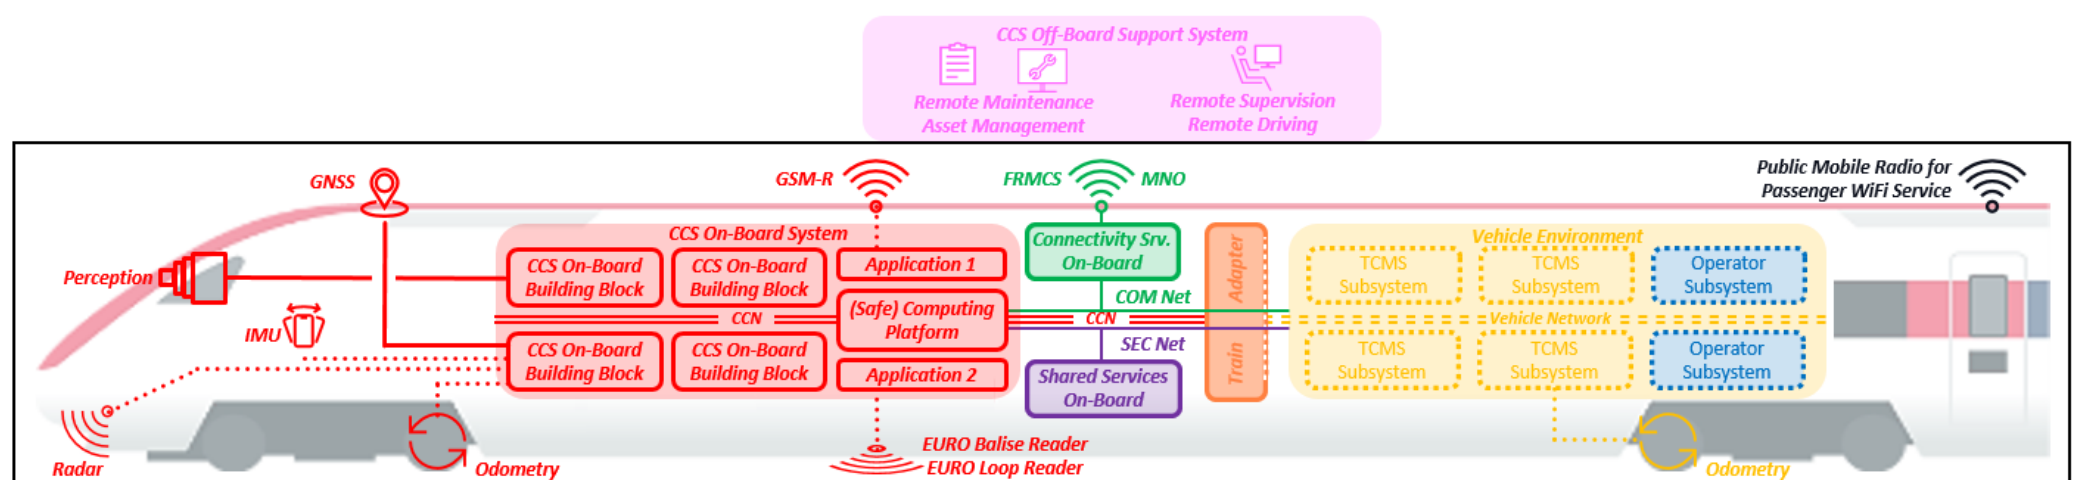 CCS Off-Board Support System
Remote Maintenance
Asset Management
Remote Supervision
Remote Driving
GNSS
GSM-R
FRMCS
MNO
Public Mobile Radio for
Passenger WiFi Service
Perception
IMU
Radar
Odometry
CCS On-Board System
CCS On-Board
Building Block
CCS On-Board
Building Block
Application 1
CCN
(Safe) Computing
Platform
CCS On-Board
Building Block
CCS On-Board
Building Block
Application 2
EURO Balise Reader
EURO Loop Reader
Connectivity Srv.
On-Board
COM Net
CCN
SEC Net
Shared Services
On-Board
Train Adapter
Vehicle Environment
TCMS
Subsystem
TCMS
Subsystem
Operator
Subsystem
Vehicle Network
TCMS
Subsystem
TCMS
Subsystem
Operator
Subsystem
Odometry